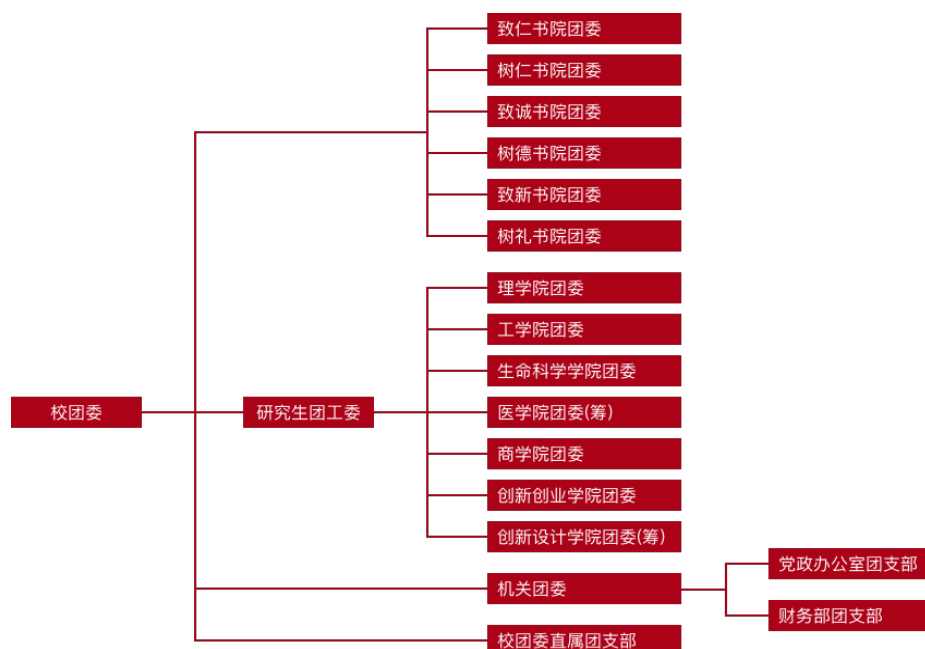 致仁书院团委
树仁书院团委
致诚书院团委
树德书院团委
致新书院团委
树礼书院团委
理学院团委
工学院团委
生命科学学院团委
校团委
研究生团工委
医学院团委(筹)
商学院团委
创新创业学院团委
创新设计学院团委(筹)
党政办公室团支部
机关团委
财务部团支部
校团委直属团支部